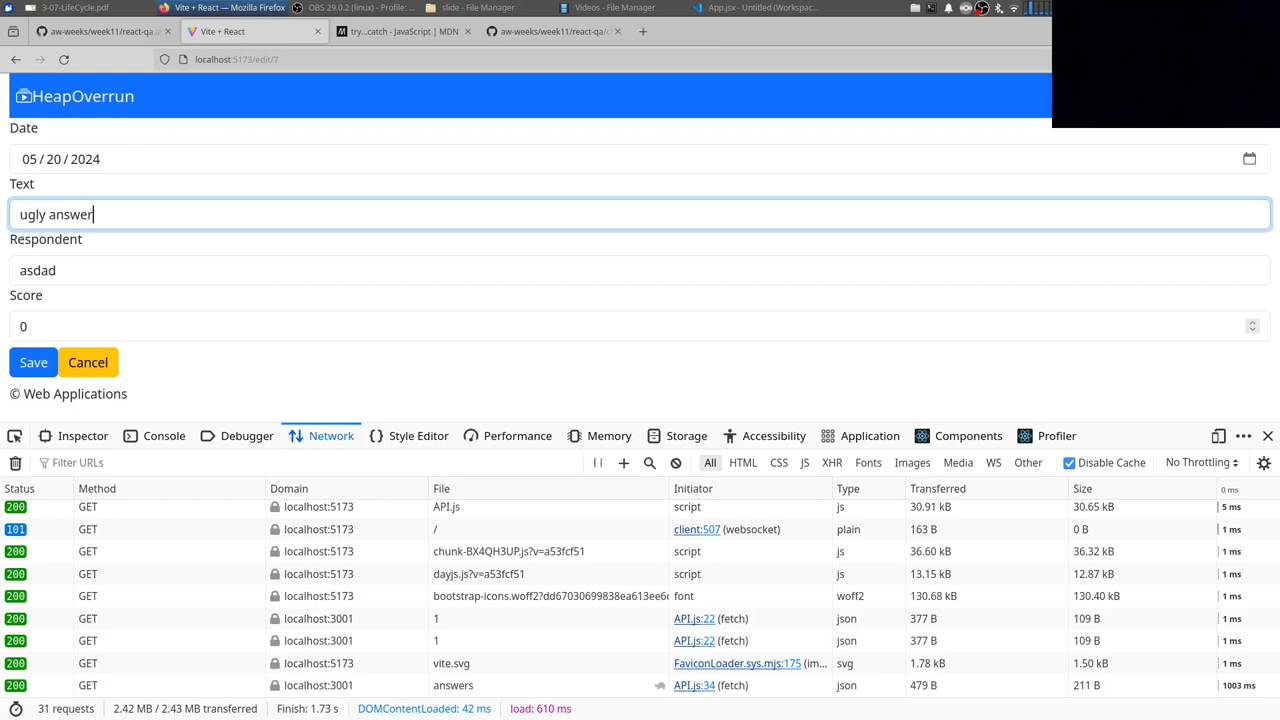 3-07-LifeCycle.pdf
Vite + React — Mozilla Firefox
OBS 29.0.2 (linux) - Profile: ...
slide - File Manager
Videos - File Manager
App.jsx - Untitled (Workspac...
aw-weeks/week11/react-qa a
Vite + React
try...catch - JavaScript | MDN
aw-weeks/week11/react-qa/c
localhost:5173/edit/7
HeapOverrun
Date
05 / 20 / 2024
Text
ugly answer
Respondent
asdad
Score
0
Save Cancel
© Web Applications
Inspector Console Debugger Network Style Editor Performance Memory Storage Accessibility Application Components Profiler
Filter URLs All HTML CSS JS XHR Fonts Images Media WS Other Disable Cache No Throttling
Status Method Domain File Initiator Type Transferred Size 0 ms
200 GET localhost:5173 API.js script js 30.91 kB 30.65 kB 5 ms
101 GET localhost:5173 / client:507 (websocket) plain 163 B 0 B 1 ms
200 GET localhost:5173 chunk-BX4QH3UP.js?v=a53fcf51 script js 36.60 kB 36.32 kB 1 ms
200 GET localhost:5173 dayjs.js?v=a53fcf51 script js 13.15 kB 12.87 kB 1 ms
200 GET localhost:5173 bootstrap-icons.woff2?dd67030699838ea613ee6c font woff2 130.68 kB 130.40 kB 1 ms
200 GET localhost:3001 1 API.js:22 (fetch) json 377 B 109 B 1 ms
200 GET localhost:3001 1 API.js:22 (fetch) json 377 B 109 B 1 ms
200 GET localhost:5173 vite.svg FaviconLoader.sys.mjs:175 (im... svg 1.78 kB 1.50 kB 1 ms
200 GET localhost:3001 answers API.js:34 (fetch) json 479 B 211 B 1003 ms
31 requests 2.42 MB / 2.43 MB transferred Finish: 1.73 s DOMContentLoaded: 42 ms load: 610 ms